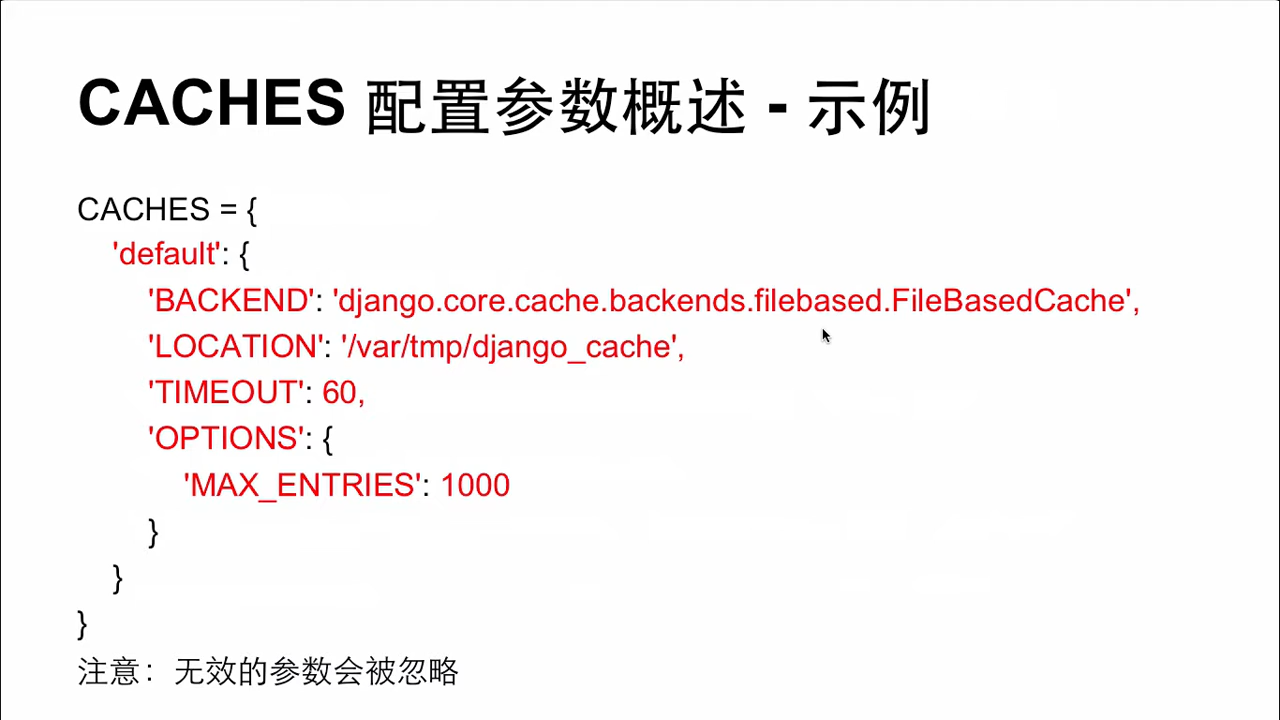 CACHES 配置参数概述 - 示例
CACHES = {
'default': {
'BACKEND': 'django.core.cache.backends.filebased.FileBasedCache',
'LOCATION': '/var/tmp/django_cache',
'TIMEOUT': 60,
'OPTIONS': {
'MAX_ENTRIES': 1000
}
}
}
注意：无效的参数会被忽略